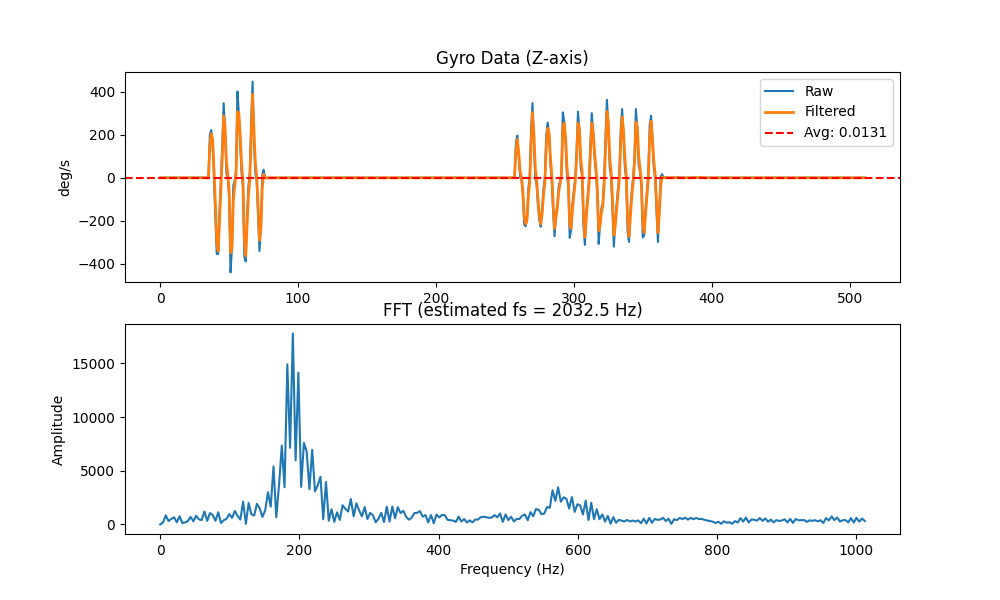 Gyro Data (Z-axis)
deg/s
400
200
0
−200
−400
Raw
Filtered
Avg: 0.0131
0 100 200 300 400 500
FFT (estimated fs = 2032.5 Hz)
Amplitude
15000
10000
5000
0
0 200 400 600 800 1000
Frequency (Hz)